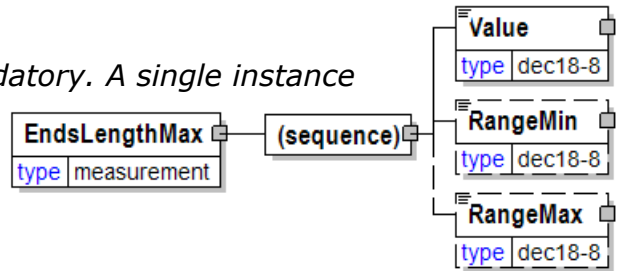 Value
type dec18-8
datory. A single instance
EndsLengthMax
type measurement
(sequence)
RangeMin
type dec18-8
RangeMax
type dec18-8